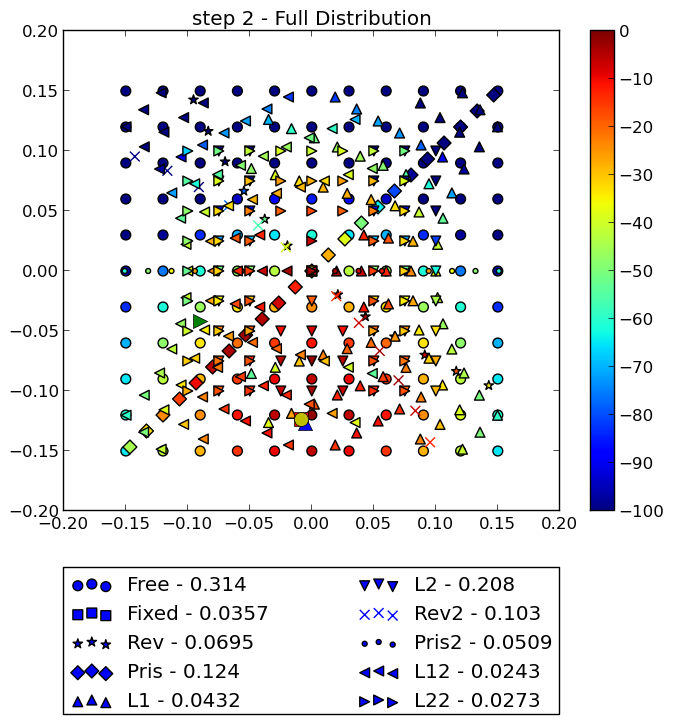 step 2 - Full Distribution
0.20
0.15
0.10
0.05
0.00
−0.05
−0.10
−0.15
−0.20
−0.20 −0.15 −0.10 −0.05 0.00 0.05 0.10 0.15 0.20
0
−10
−20
−30
−40
−50
−60
−70
−80
−90
−100
Free - 0.314
Fixed - 0.0357
Rev - 0.0695
Pris - 0.124
L1 - 0.0432
L2 - 0.208
Rev2 - 0.103
Pris2 - 0.0509
L12 - 0.0243
L22 - 0.0273